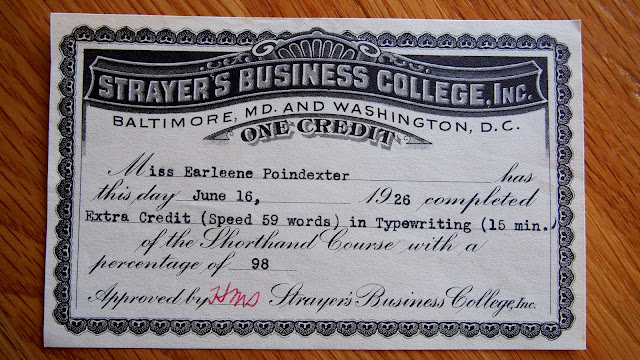 STRAYER'S BUSINESS COLLEGE, INC.
BALTIMORE, MD. AND WASHINGTON, D.C.
ONE CREDIT
Miss Earleene Poindexter has
this day June 16, 1926 completed
Extra Credit (Speed 59 words) in Typewriting (15 min.)
of the Shorthand Course with a
percentage of 98
Approved by HMS Strayer's Business College, Inc.